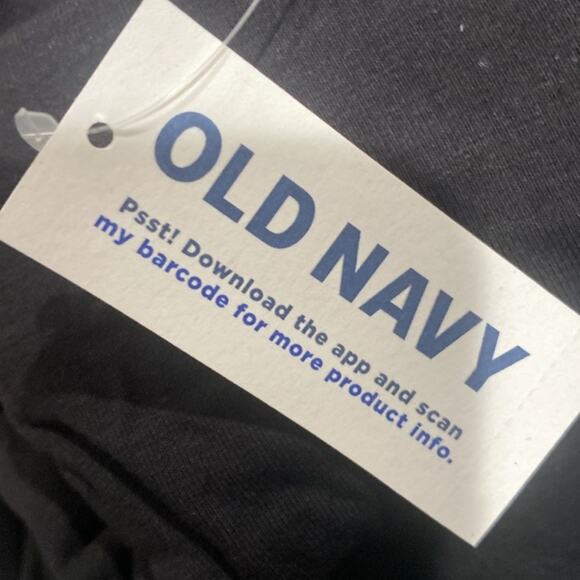 OLD NAVY
Psst! Download the app and scan
my barcode for more product info.